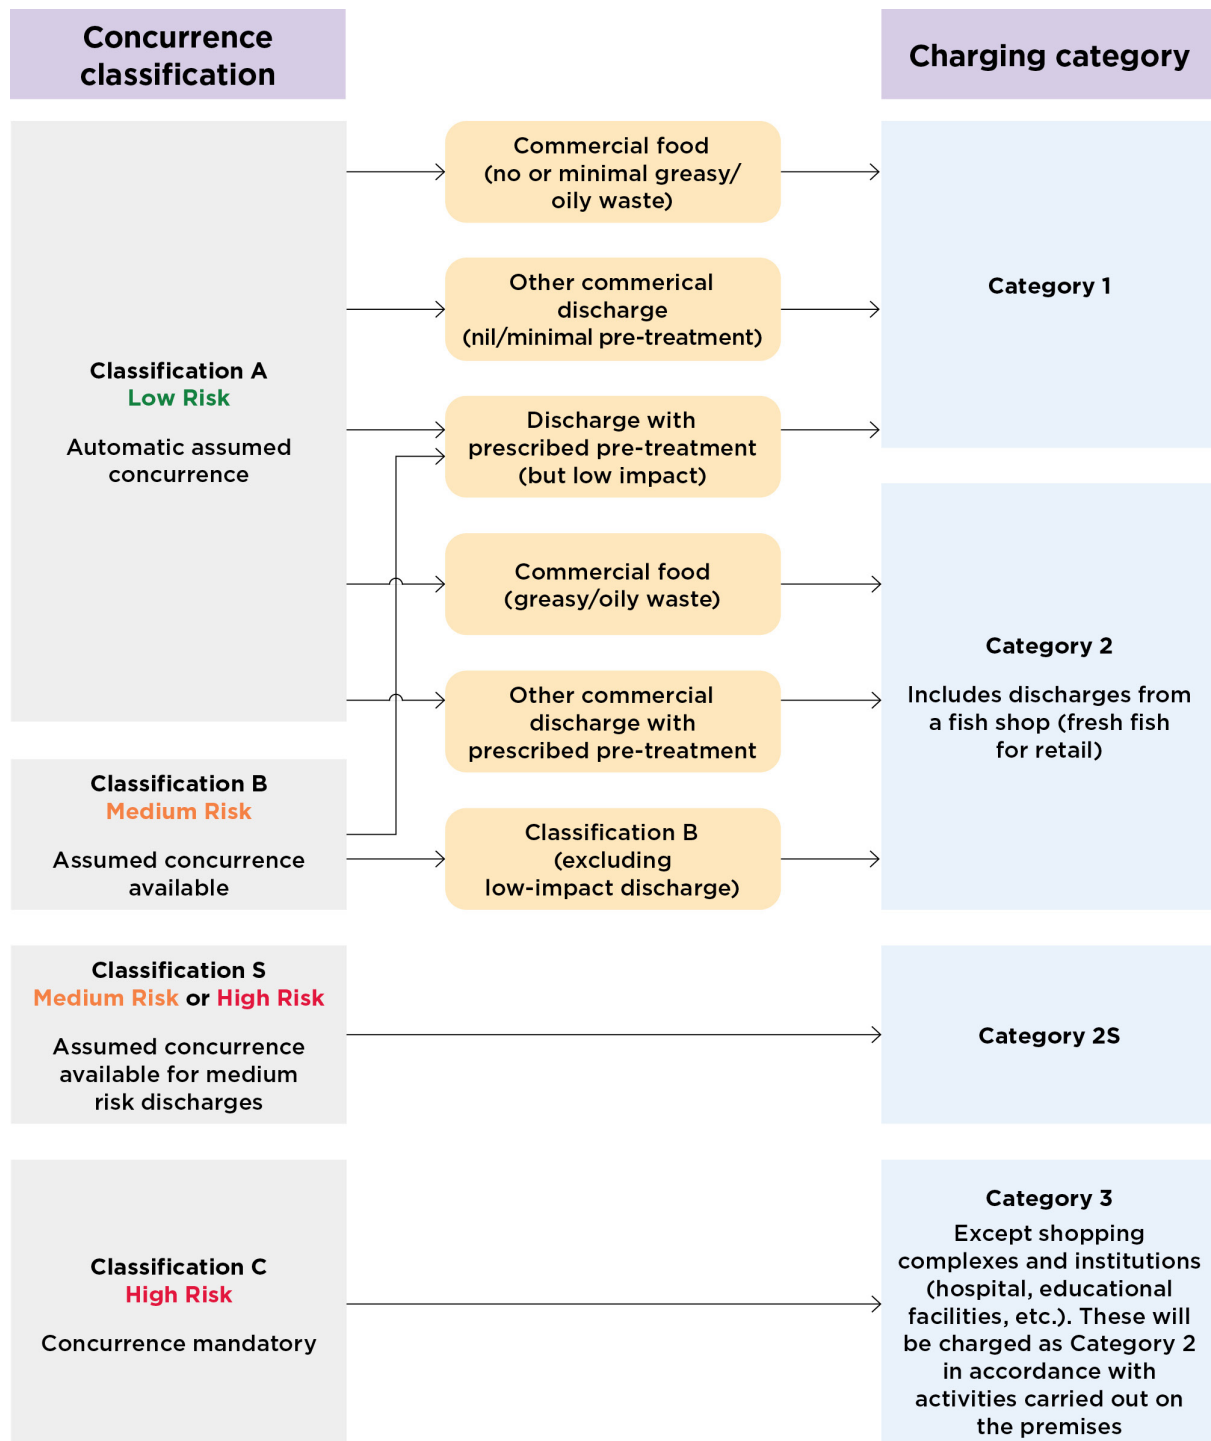 Concurrence
classification
Charging category
Classification A
Low Risk
Automatic assumed
concurrence
Commercial food
(no or minimal greasy/
oily waste)
Other commerical
discharge
(nil/minimal pre-treatment)
Discharge with
prescribed pre-treatment
(but low impact)
Commercial food
(greasy/oily waste)
Other commercial
discharge with
prescribed pre-treatment
Category 1
Category 2
Includes discharges from
a fish shop (fresh fish
for retail)
Classification B
Medium Risk
Assumed concurrence
available
Classification B
(excluding
low-impact discharge)
Classification S
Medium Risk or High Risk
Assumed concurrence
available for medium
risk discharges
Category 2S
Classification C
High Risk
Concurrence mandatory
Category 3
Except shopping
complexes and institutions
(hospital, educational
facilities, etc.). These will
be charged as Category 2
in accordance with
activities carried out on
the premises